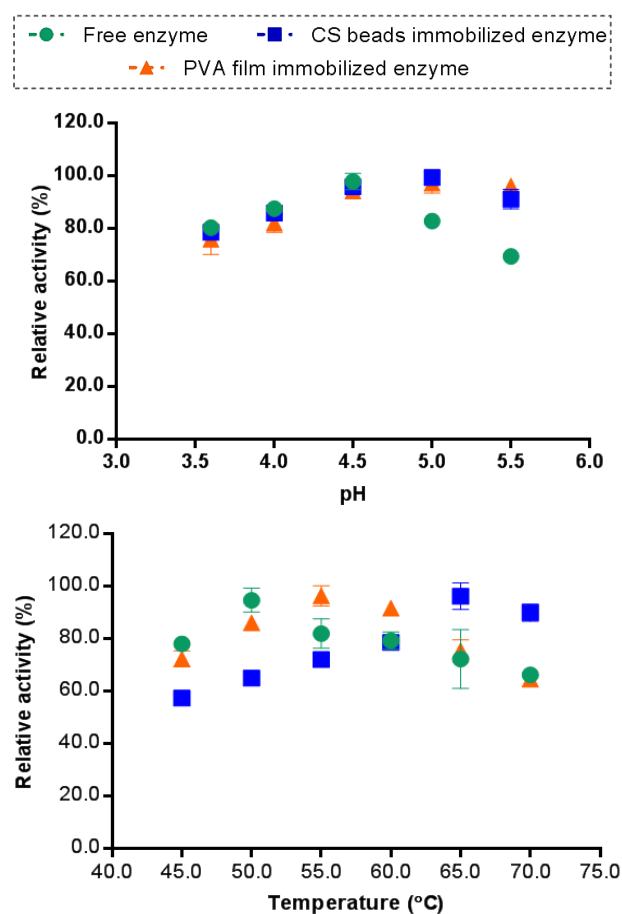 Free enzyme
CS beads immobilized enzyme
PVA film immobilized enzyme
120.0
100.0
80.0
60.0
40.0
20.0
0.0
Relative activity (%)
3.0 3.5 4.0 4.5 5.0 5.5 6.0
pH
120.0
100.0
80.0
60.0
40.0
20.0
0.0
Relative activity (%)
40.0 45.0 50.0 55.0 60.0 65.0 70.0 75.0
Temperature (ºC)